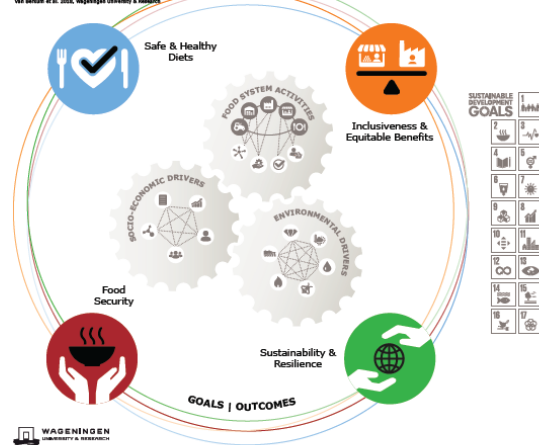 van Berkum et al. 2018, Wageningen University & Research
Safe & Healthy
Diets
FOOD SYSTEM ACTIVITIES
Inclusiveness &
Equitable Benefits
SUSTAINABLE
DEVELOPMENT
GOALS
1
2
3
4
5
6
7
8
9
10
11
12
13
14
15
16
17
SOCIO-ECONOMIC DRIVERS
ENVIRONMENTAL DRIVERS
Food
Security
Sustainability &
Resilience
GOALS | OUTCOMES
WAGENINGEN
UNIVERSITY & RESEARCH